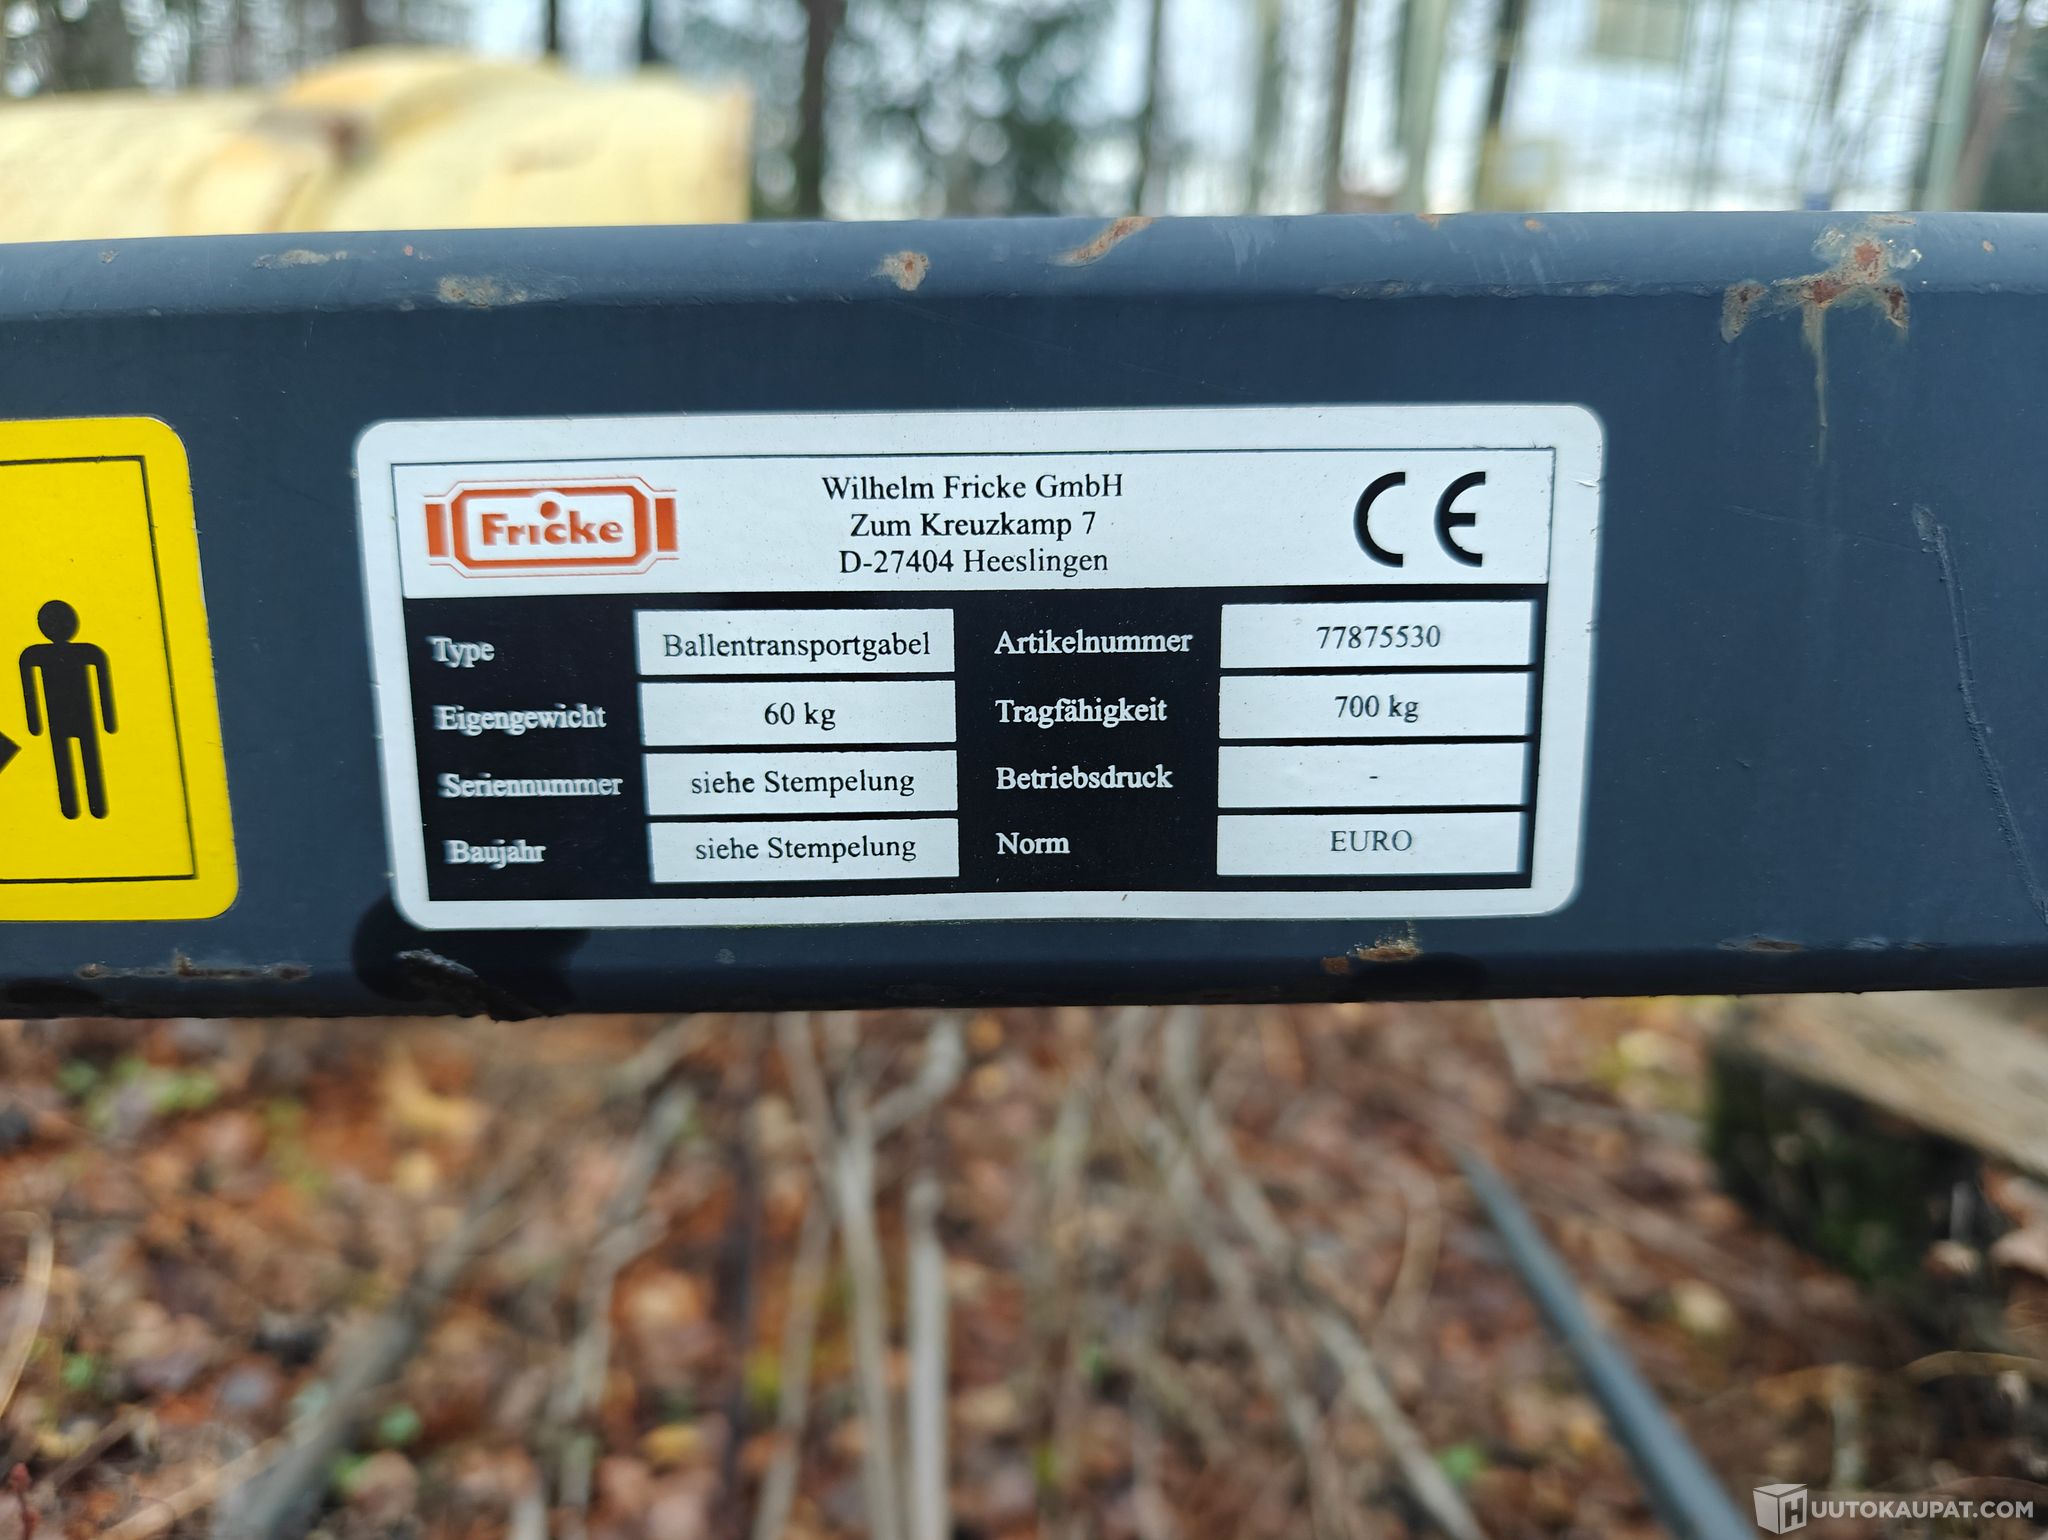 Fricke
Wilhelm Fricke GmbH
Zum Kreuzkamp 7
D-27404 Heeslingen
CE
Type Ballentransportgabel Artikelnummer 77875530
Eigengewicht 60 kg Tragfähigkeit 700 kg
Seriennummer siehe Stempelung Betriebsdruck -
Baujahr siehe Stempelung Norm EURO
HUUTOKAUPAT.COM